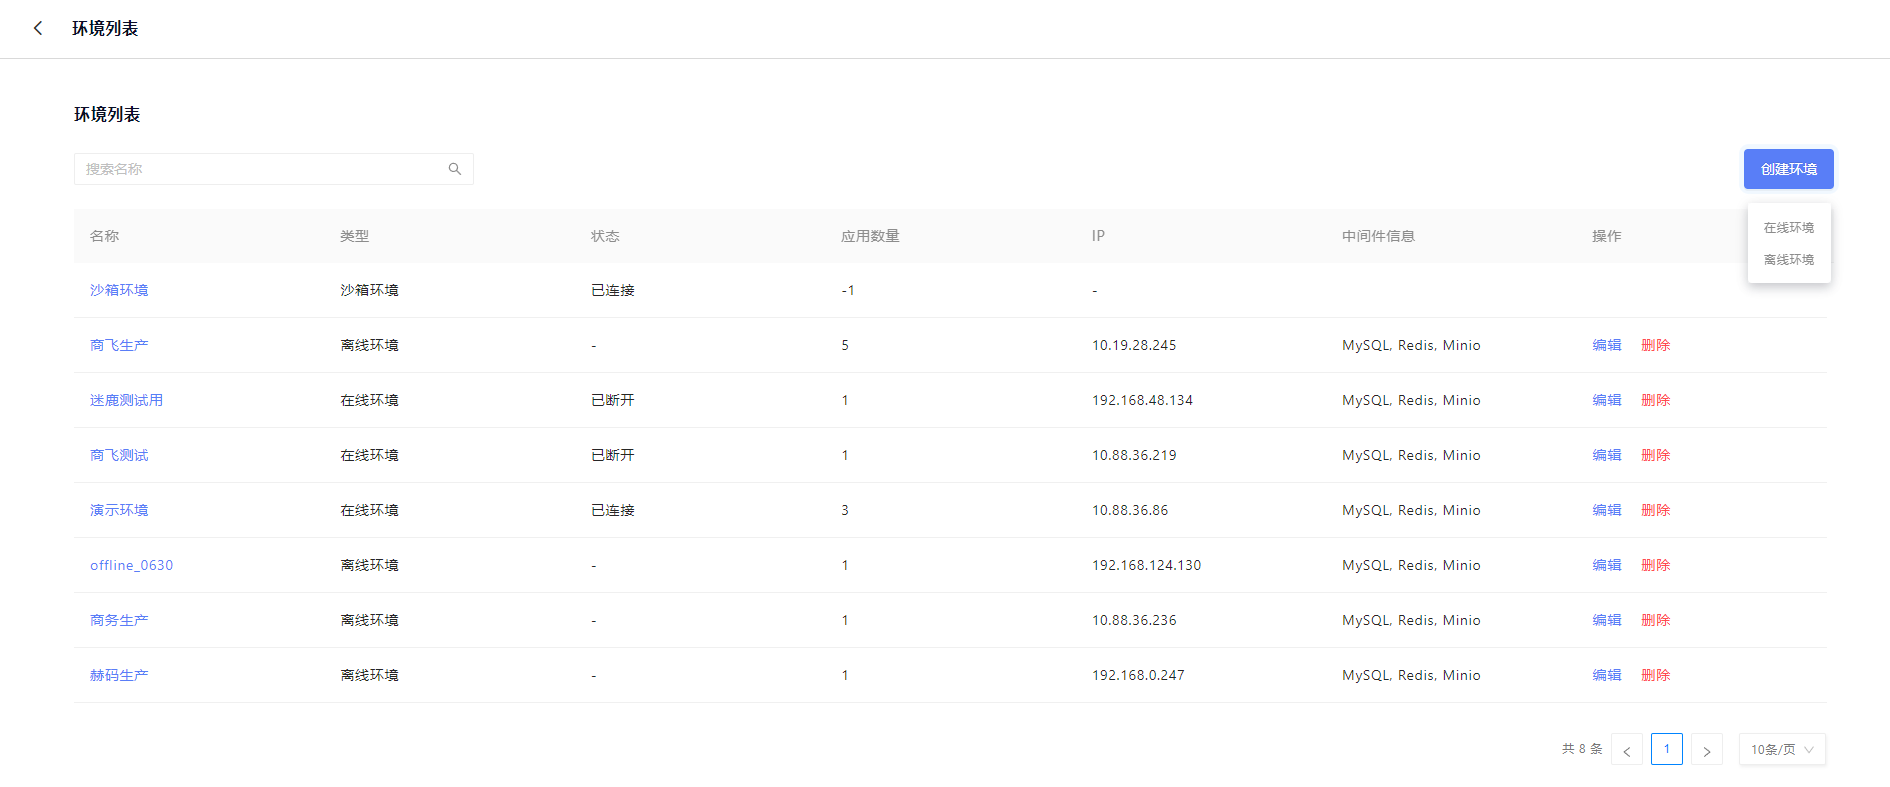 环境列表
环境列表
搜索名称
创建环境
在线环境
离线环境
名称 类型 状态 应用数量 IP 中间件信息 操作
沙箱环境 沙箱环境 已连接 -1 -
商飞生产 离线环境 - 5 10.19.28.245 MySQL, Redis, Minio 编辑 删除
迷鹿测试用 在线环境 已断开 1 192.168.48.134 MySQL, Redis, Minio 编辑 删除
商飞测试 在线环境 已断开 1 10.88.36.219 MySQL, Redis, Minio 编辑 删除
演示环境 在线环境 已连接 3 10.88.36.86 MySQL, Redis, Minio 编辑 删除
offline_0630 离线环境 - 1 192.168.124.130 MySQL, Redis, Minio 编辑 删除
商务生产 离线环境 - 1 10.88.36.236 MySQL, Redis, Minio 编辑 删除
赫码生产 离线环境 - 1 192.168.0.247 MySQL, Redis, Minio 编辑 删除
共 8 条 < 1 > 10条/页